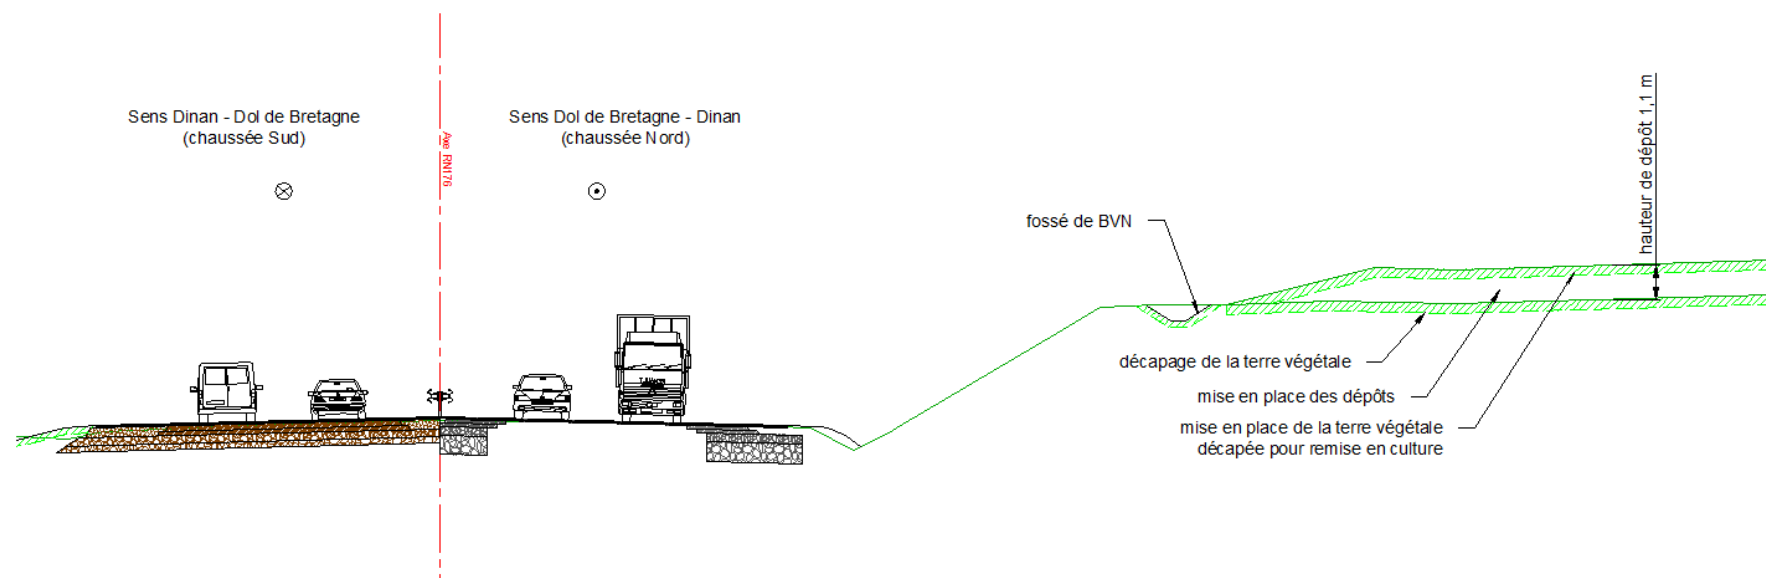 Sens Dinan - Dol de Bretagne
(chaussée Sud)
Axe RN176
Sens Dol de Bretagne - Dinan
(chaussée Nord)
fossé de BVN
hauteur de dépôt 1,1 m
décapage de la terre végétale
mise en place des dépôts
mise en place de la terre végétale
décapée pour remise en culture